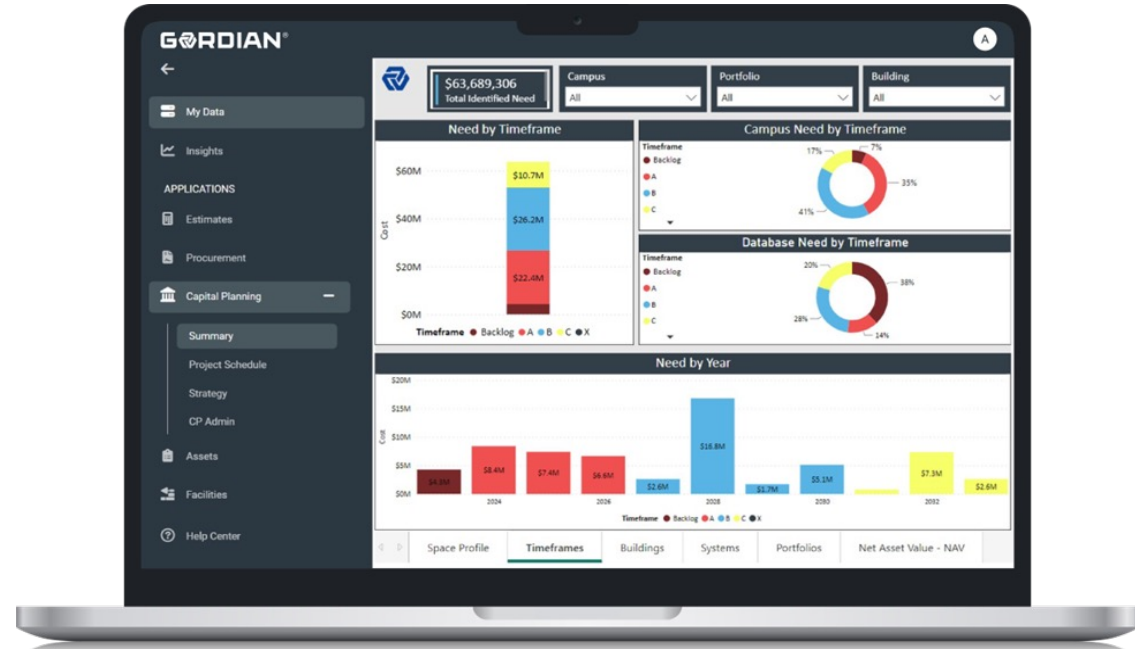 GORDIAN®
A
My Data
Insights
APPLICATIONS
Estimates
Procurement
Capital Planning
Summary
Project Schedule
Strategy
CP Admin
Assets
Facilities
Help Center
$63,689,306
Total Identified Need
Campus
All
Portfolio
All
Building
All
Need by Timeframe
$60M
$40M
$20M
$0M
Cost
$10.7M
$26.2M
$22.4M
Timeframe Backlog A B C X
Campus Need by Timeframe
Timeframe
Backlog
A
B
C
17%
7%
35%
41%
Database Need by Timeframe
Timeframe
Backlog
A
B
C
20%
38%
28%
14%
Need by Year
$20M
$15M
$10M
$5M
$0M
Cost
$8.4M
$7.4M
$6.6M
$2.6M
$16.8M
$1.7M
$5.1M
$7.3M
$2.6M
2024 2026 2028 2030 2032
Timeframe Backlog A B C X
Space Profile Timeframes Buildings Systems Portfolios Net Asset Value - NAV